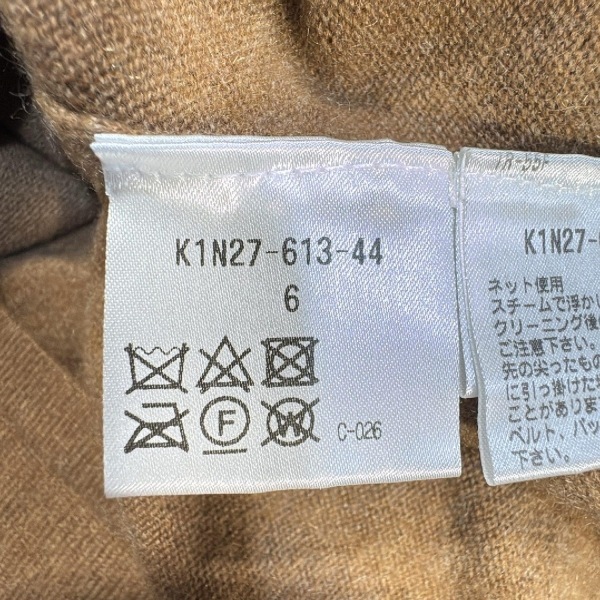 K1N27-613-44
6
F
W
C-026
K1N27-
ネット使用
スチームで浮かし
クリーニング後の
ご注意下さい。
先の尖ったもの
に引っ掛けた
ことがあります
ベルト、バッ
下さい。